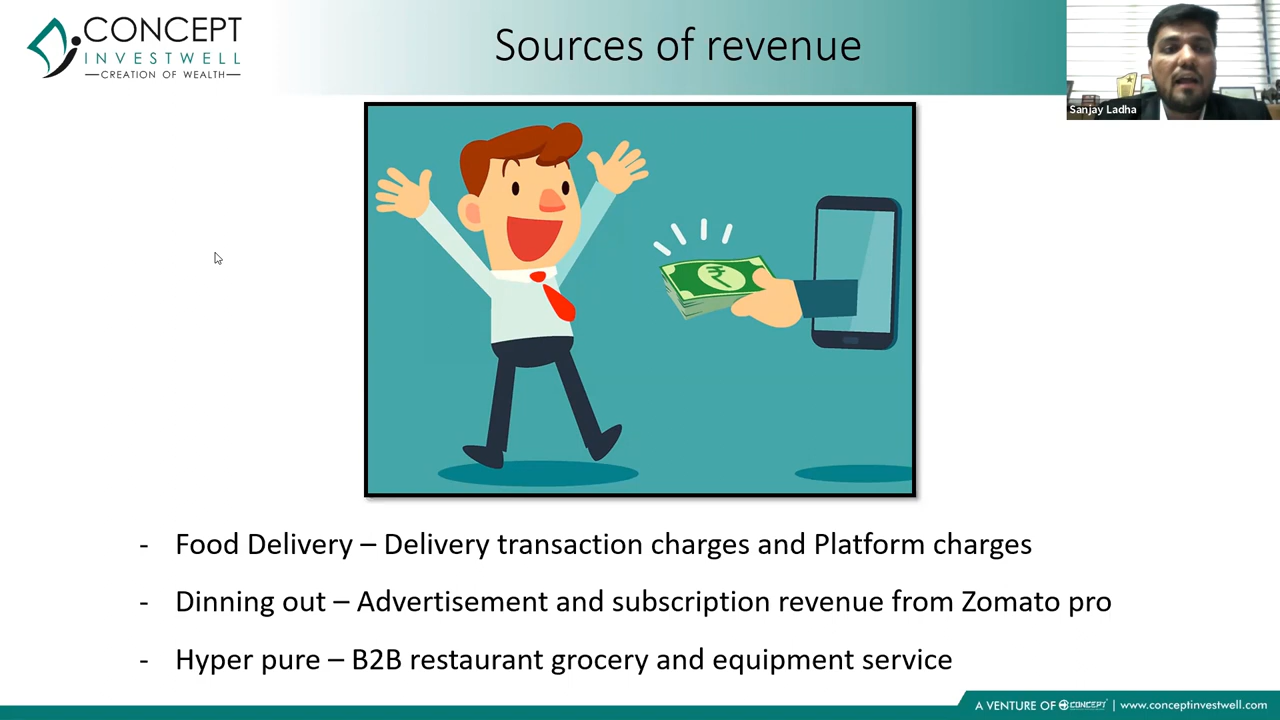 CONCEPT
INVESTWELL
CREATION OF WEALTH
Sources of revenue
Sanjay Ladha
₹
- Food Delivery – Delivery transaction charges and Platform charges
- Dinning out – Advertisement and subscription revenue from Zomato pro
- Hyper pure – B2B restaurant grocery and equipment service
A VENTURE OF CONCEPT | www.conceptinvestwell.com